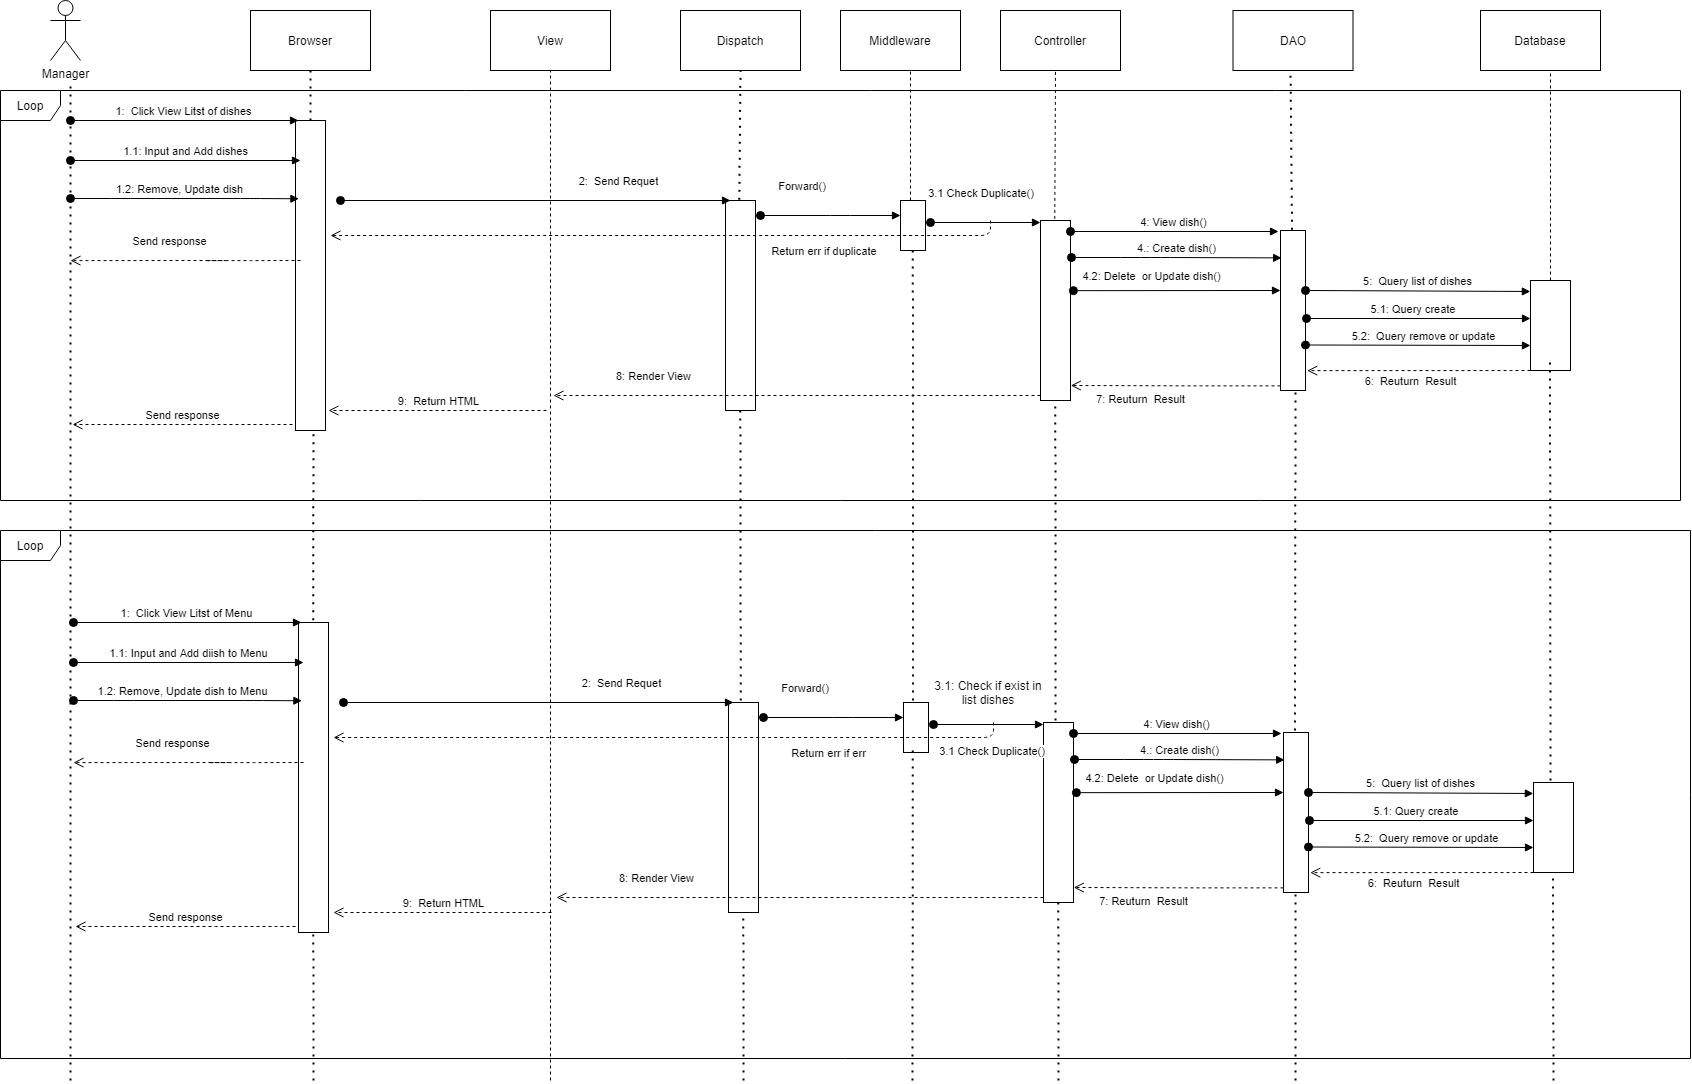 Manager
Browser
View
Dispatch
Middleware
Controller
DAO
Database
Loop
1:  Click View Litst of dishes
1.1: Input and Add dishes
1.2: Remove, Update dish
Send response
2:  Send Requet
Forward()
3.1 Check Duplicate()
Return err if duplicate
4: View dish()
4.: Create dish()
4.2: Delete  or Update dish()
5:  Query list of dishes
5.1: Query create
5.2:  Query remove or update
6:  Reuturn  Result
7: Reuturn  Result
8: Render View
9:  Return HTML
Send response
Loop
1:  Click View Litst of Menu
1.1: Input and Add diish to Menu
1.2: Remove, Update dish to Menu
Send response
2:  Send Requet
Forward()
3.1: Check if exist in
list dishes
Return err if err
3.1 Check Duplicate()
4: View dish()
4.: Create dish()
4.2: Delete  or Update dish()
5:  Query list of dishes
5.1: Query create
5.2:  Query remove or update
6:  Reuturn  Result
7: Reuturn  Result
8: Render View
9:  Return HTML
Send response